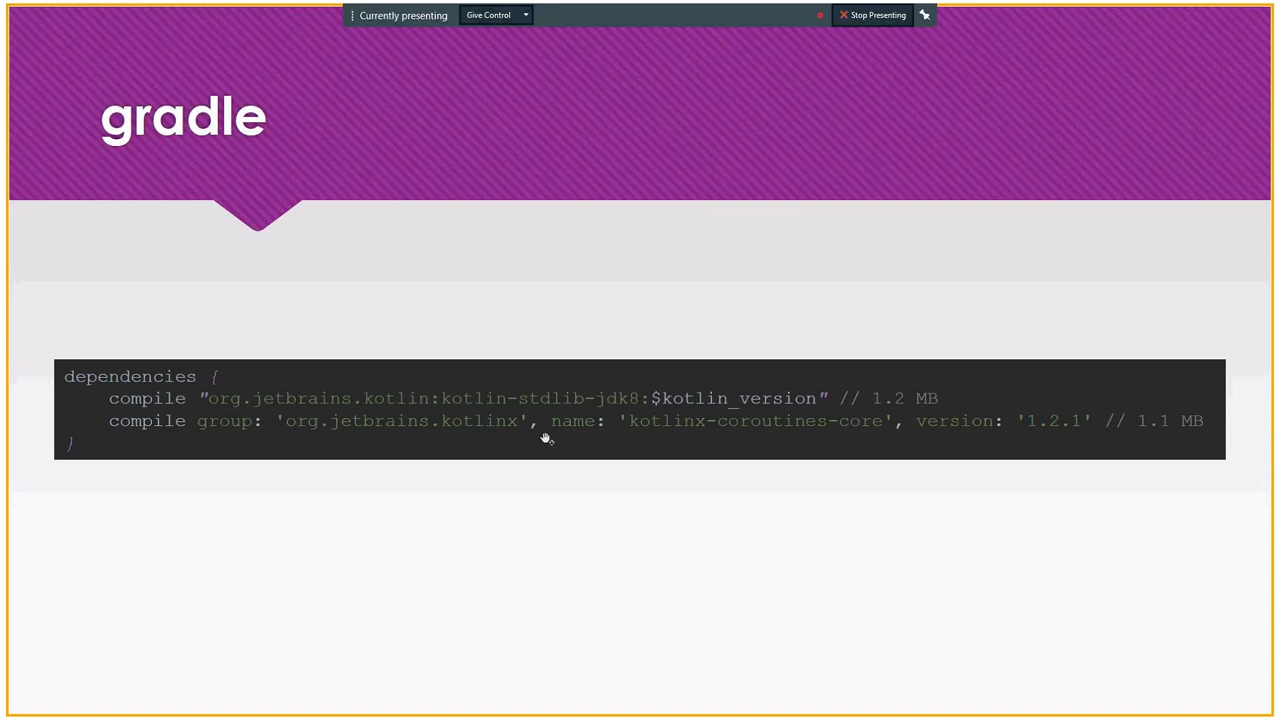 Currently presenting
Give Control
Stop Presenting
gradle
dependencies {
compile "org.jetbrains.kotlin:kotlin-stdlib-jdk8:$kotlin_version" // 1.2 MB
compile group: 'org.jetbrains.kotlinx', name: 'kotlinx-coroutines-core', version: '1.2.1' // 1.1 MB
}